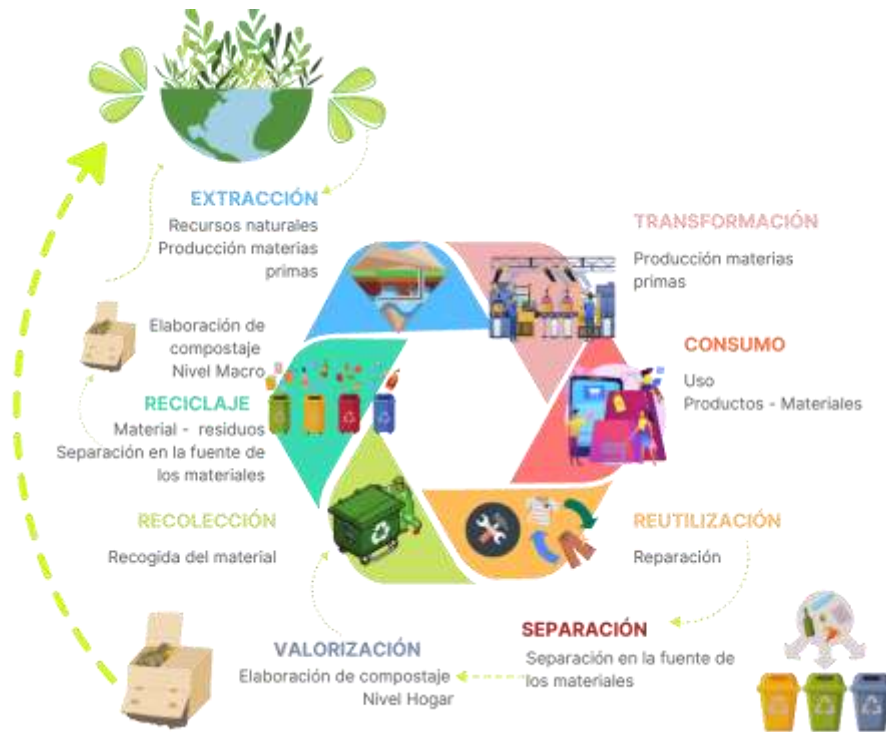 EXTRACCIÓN
Recursos naturales
Producción materias
primas
TRANSFORMACIÓN
Producción materias
primas
Elaboración de
compostaje
Nivel Macro
CONSUMO
Uso
Productos - Materiales
RECICLAJE
Material - residuos
Separación en la fuente de
los materiales
RECOLECCIÓN
Recogida del material
REUTILIZACIÓN
Reparación
SEPARACIÓN
Separación en la fuente de
los materiales
VALORIZACIÓN
Elaboración de compostaje
Nivel Hogar